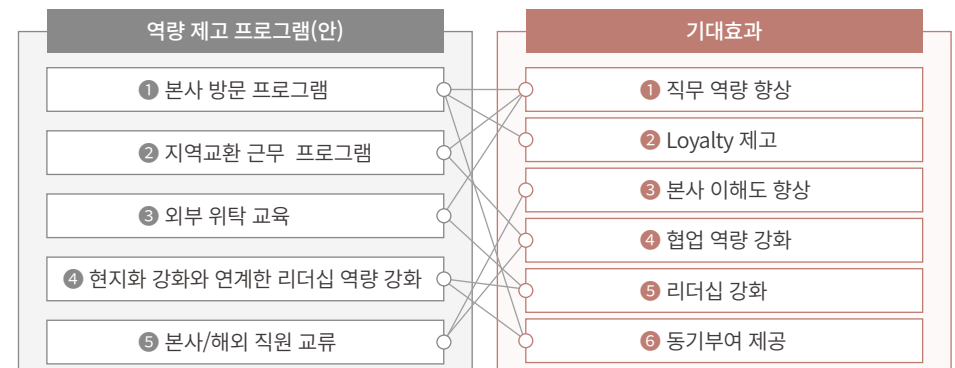 역량 제고 프로그램(안)
❶ 본사 방문 프로그램
❷ 지역교환 근무 프로그램
❸ 외부 위탁 교육
❹ 현지화 강화와 연계한 리더십 역량 강화
❺ 본사/해외 직원 교류
기대효과
❶ 직무 역량 향상
❷ Loyalty 제고
❸ 본사 이해도 향상
❹ 협업 역량 강화
❺ 리더십 강화
❻ 동기부여 제공